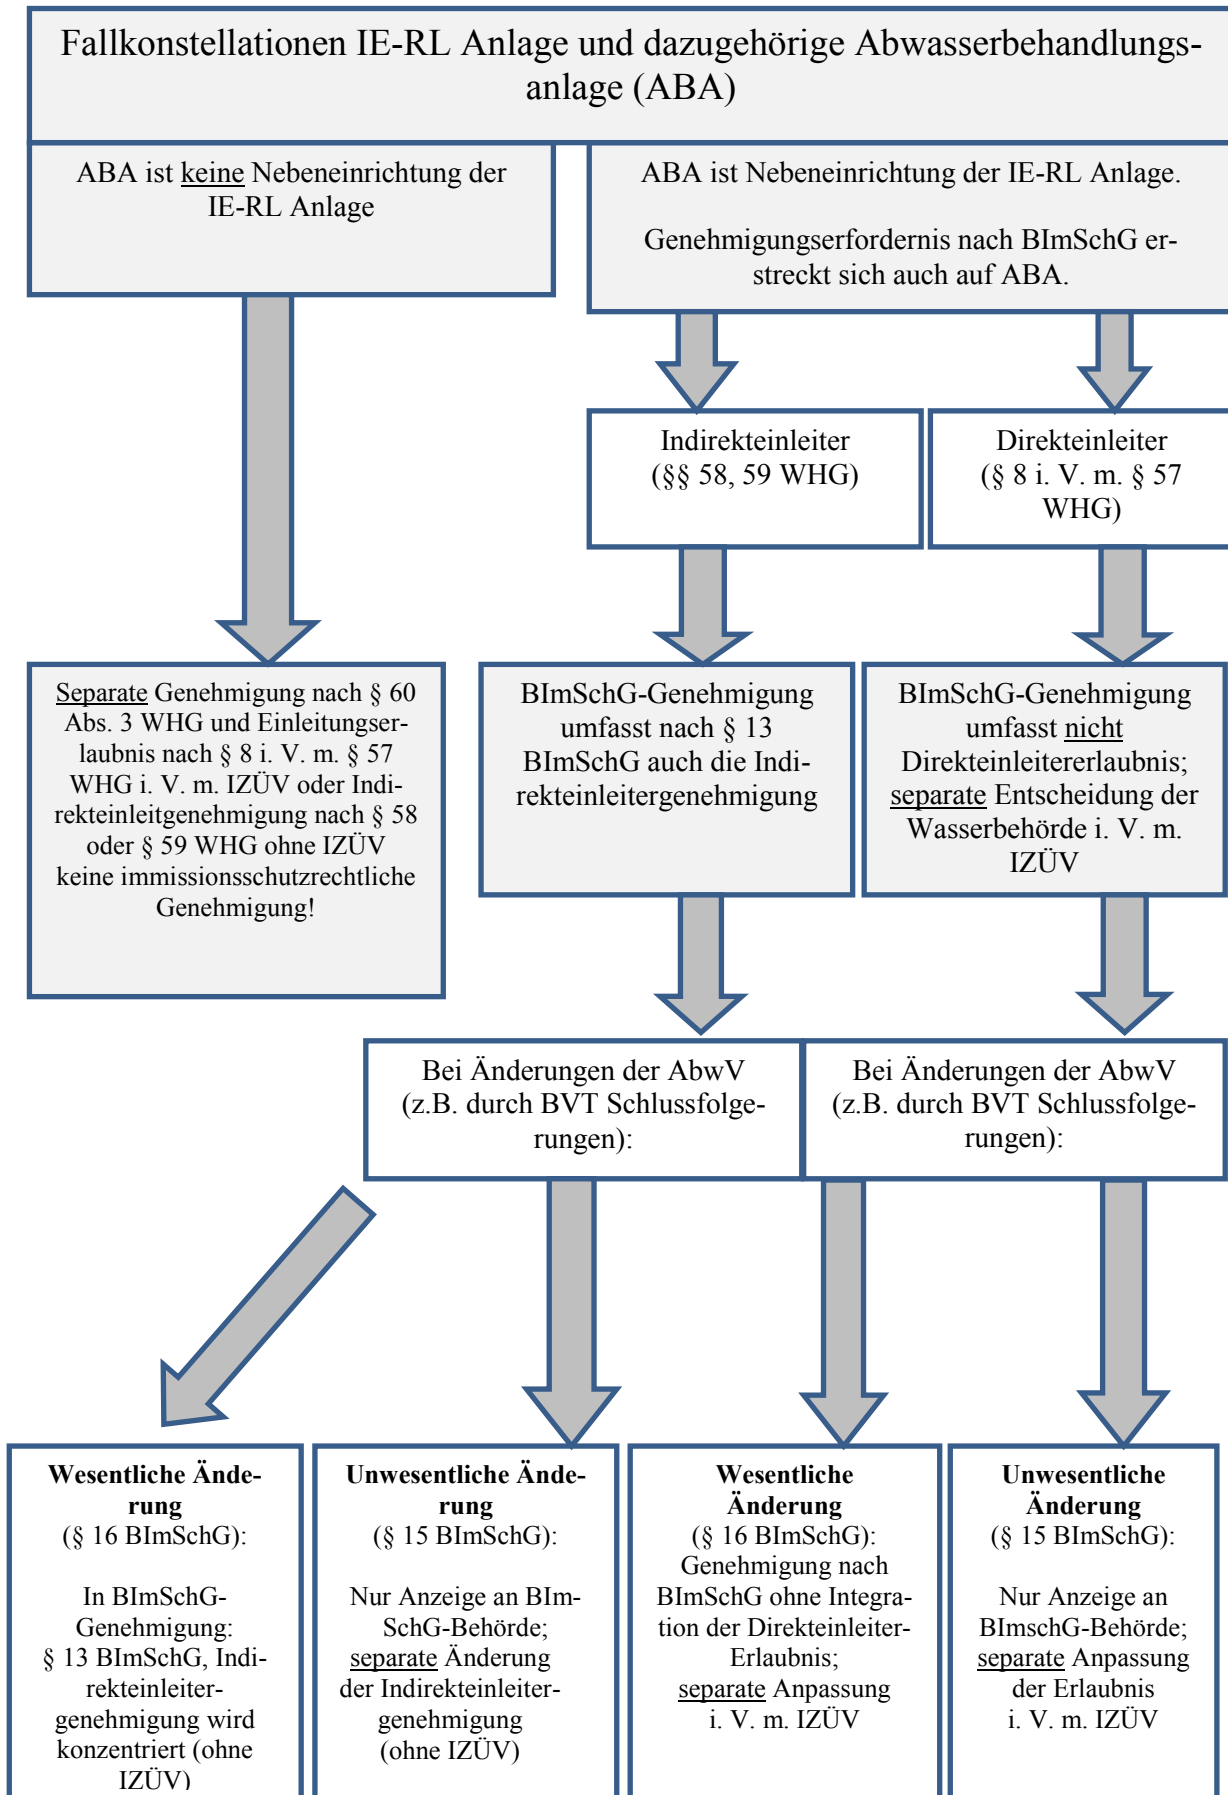 Fallkonstellationen IE-RL Anlage und dazugehörige Abwasserbehandlungs-
anlage (ABA)
ABA ist keine Nebeneinrichtung der
IE-RL Anlage
ABA ist Nebeneinrichtung der IE-RL Anlage.
Genehmigungserfordernis nach BImSchG er-
streckt sich auch auf ABA.
Indirekteinleiter
(§§ 58, 59 WHG)
Direkteinleiter
(§ 8 i. V. m. § 57
WHG)
Separate Genehmigung nach § 60
Abs. 3 WHG und Einleitungser-
laubnis nach § 8 i. V. m. § 57
WHG i. V. m. IZÜV oder Indi-
rekteinleitgenehmigung nach § 58
oder § 59 WHG ohne IZÜV
keine immissionsschutzrechtliche
Genehmigung!
BImSchG-Genehmigung
umfasst nach § 13
BImSchG auch die Indi-
rekteinleitergenehmigung
BImSchG-Genehmigung
umfasst nicht
Direkteinleitererlaubnis;
separate Entscheidung der
Wasserbehörde i. V. m.
IZÜV
Bei Änderungen der AbwV
(z.B. durch BVT Schlussfolge-
rungen):
Bei Änderungen der AbwV
(z.B. durch BVT Schlussfolge-
rungen):
Wesentliche Ände-
rung
(§ 16 BImSchG):
In BImSchG-
Genehmigung:
§ 13 BImSchG, Indi-
rekteinleiter-
genehmigung wird
konzentriert (ohne
IZÜV)
Unwesentliche Ände-
rung
(§ 15 BImSchG):
Nur Anzeige an BIm-
SchG-Behörde;
separate Änderung
der Indirekteinleiter-
genehmigung
(ohne IZÜV)
Wesentliche
Änderung
(§ 16 BImSchG):
Genehmigung nach
BImSchG ohne Integra-
tion der Direkteinleiter-
Erlaubnis;
separate Anpassung
i. V. m. IZÜV
Unwesentliche
Änderung
(§ 15 BImSchG):
Nur Anzeige an
BImschG-Behörde;
separate Anpassung
der Erlaubnis
i. V. m. IZÜV